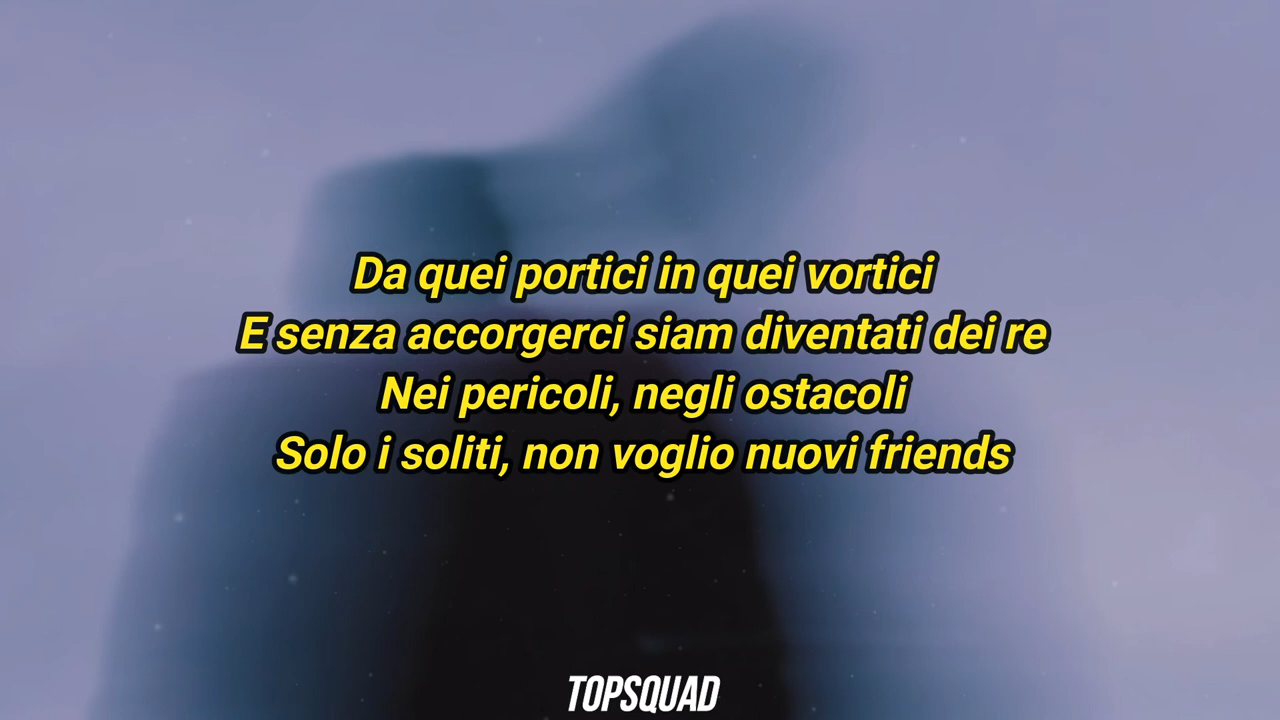 Da quei portici in quei vortici
E senza accorgerci siam diventati dei re
Nei pericoli, negli ostacoli
Solo i soliti, non voglio nuovi friends
TOPSQUAD